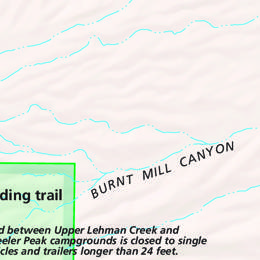 ding trail
BURNT MILL CANYON
d between Upper Lehman Creek and
eeler Peak campgrounds is closed to single
cles and trailers longer than 24 feet.